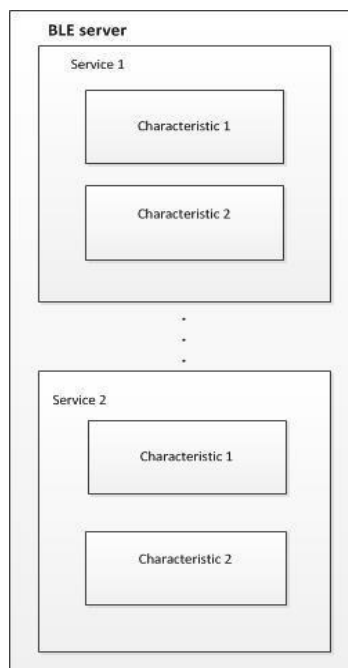 BLE server
Service 1
Characteristic 1
Characteristic 2
.
.
.
Service 2
Characteristic 1
Characteristic 2